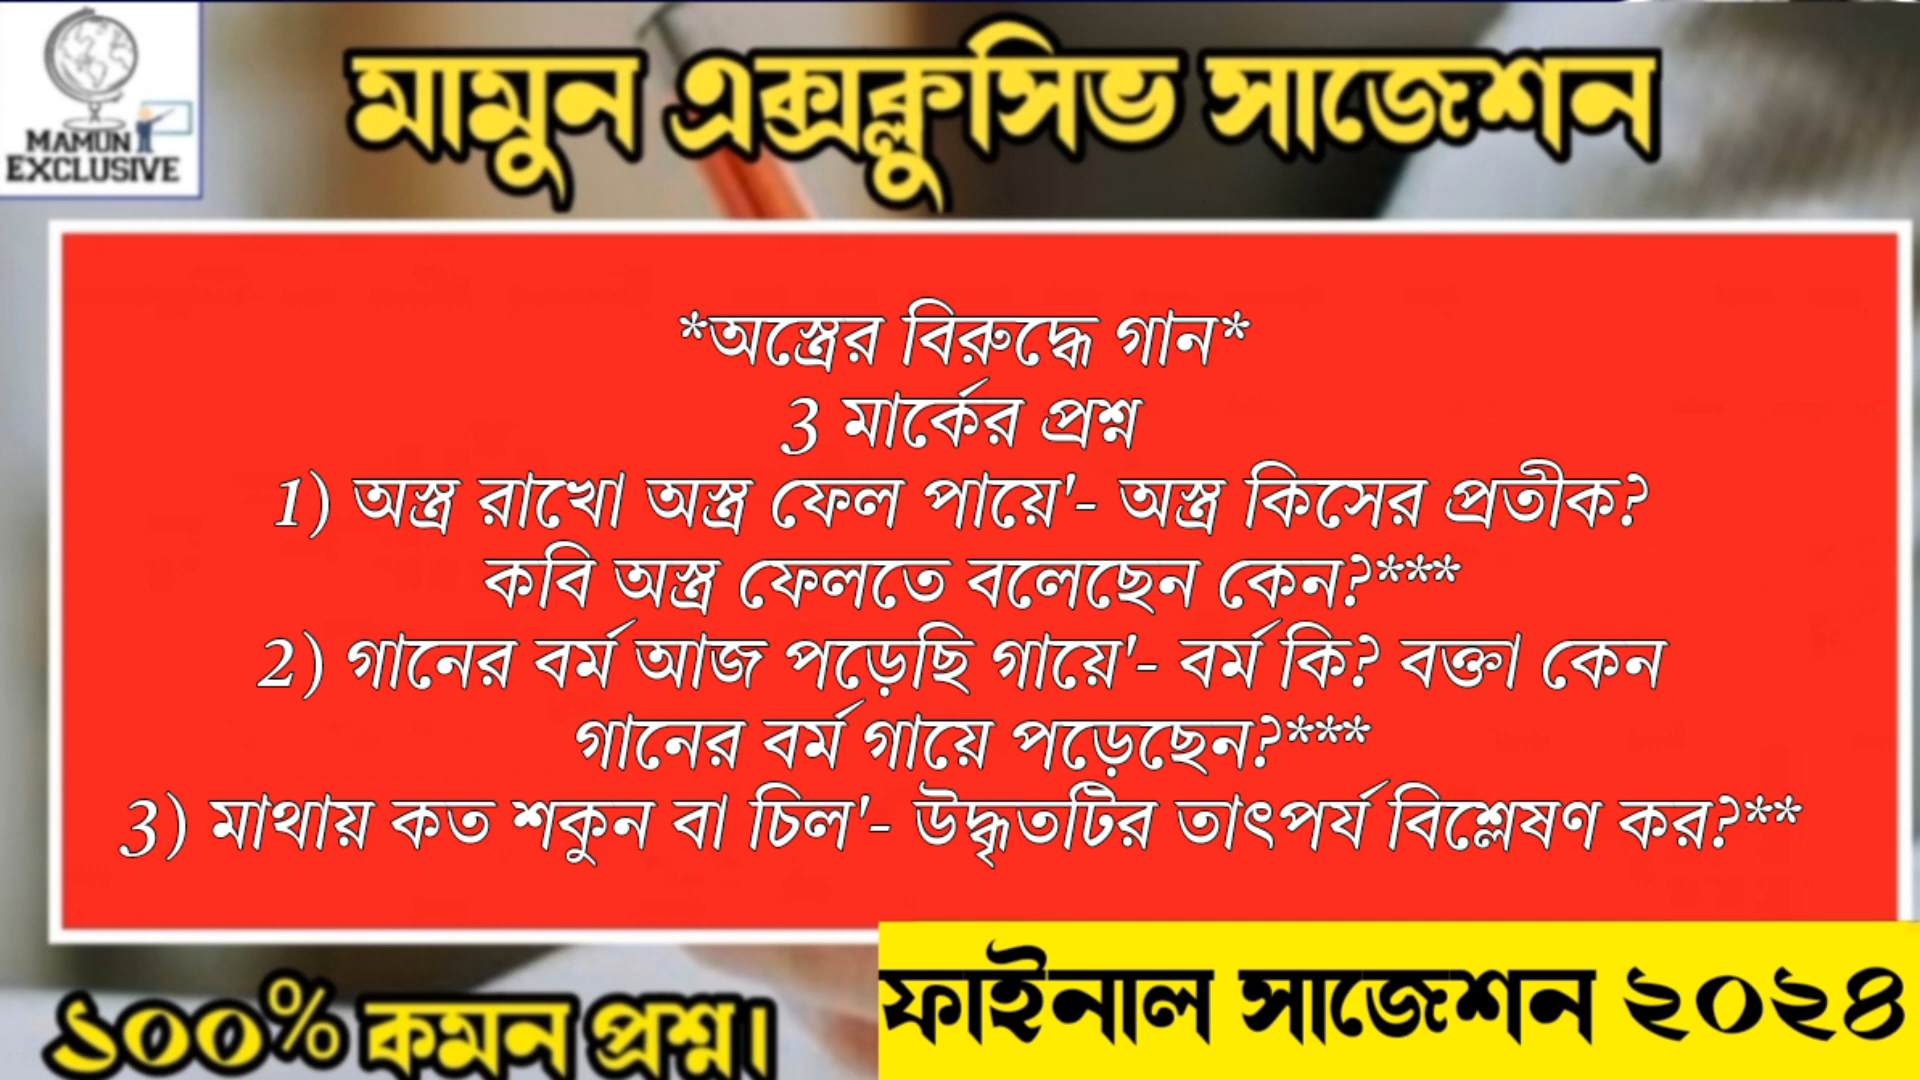 MAMUN
EXCLUSIVE
মামুন এক্সক্লুসিভ সাজেশন
*অস্ত্রের বিরুদ্ধে গান*
3 মার্কের প্রশ্ন
1) অস্ত্র রাখো অস্ত্র ফেল পায়ে'- অস্ত্র কিসের প্রতীক?
কবি অস্ত্র ফেলতে বলেছেন কেন?***
2) গানের বর্ম আজ পড়েছি গায়ে'- বর্ম কি? বক্তা কেন
গানের বর্ম গায়ে পড়েছেন?***
3) মাথায় কত শকুন বা চিল'- উদ্ধৃতটির তাৎপর্য বিশ্লেষণ কর?**
১০০% কমন প্রশ্ন।
ফাইনাল সাজেশন ২০২৪